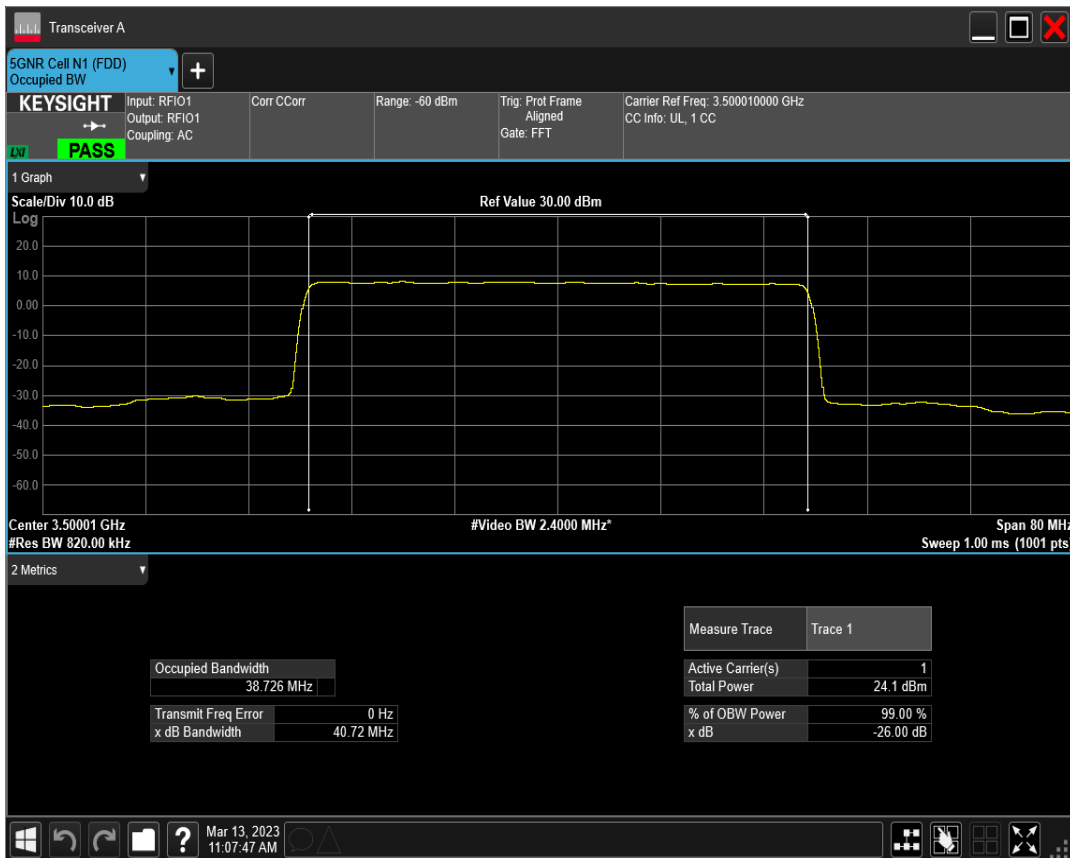 Transceiver A
5GNR Cell N1 (FDD)
Occupied BW
KEYSIGHT
LXI
PASS
Input: RFIO1
Output: RFIO1
Coupling: AC
Corr CCorr
Range: -60 dBm
Trig: Prot Frame
Aligned
Gate: FFT
Carrier Ref Freq: 3.500010000 GHz
CC Info: UL, 1 CC
1 Graph
Scale/Div 10.0 dB
Ref Value 30.00 dBm
Log
20.0
10.0
0.00
-10.0
-20.0
-30.0
-40.0
-50.0
-60.0
Center 3.50001 GHz
#Video BW 2.4000 MHz*
Span 80 MHz
#Res BW 820.00 kHz
Sweep 1.00 ms (1001 pts)
2 Metrics
Measure Trace Trace 1
Occupied Bandwidth
38.726 MHz
Active Carrier(s) 1
Total Power 24.1 dBm
Transmit Freq Error 0 Hz
x dB Bandwidth 40.72 MHz
% of OBW Power 99.00 %
x dB -26.00 dB
?
Mar 13, 2023
11:07:47 AM